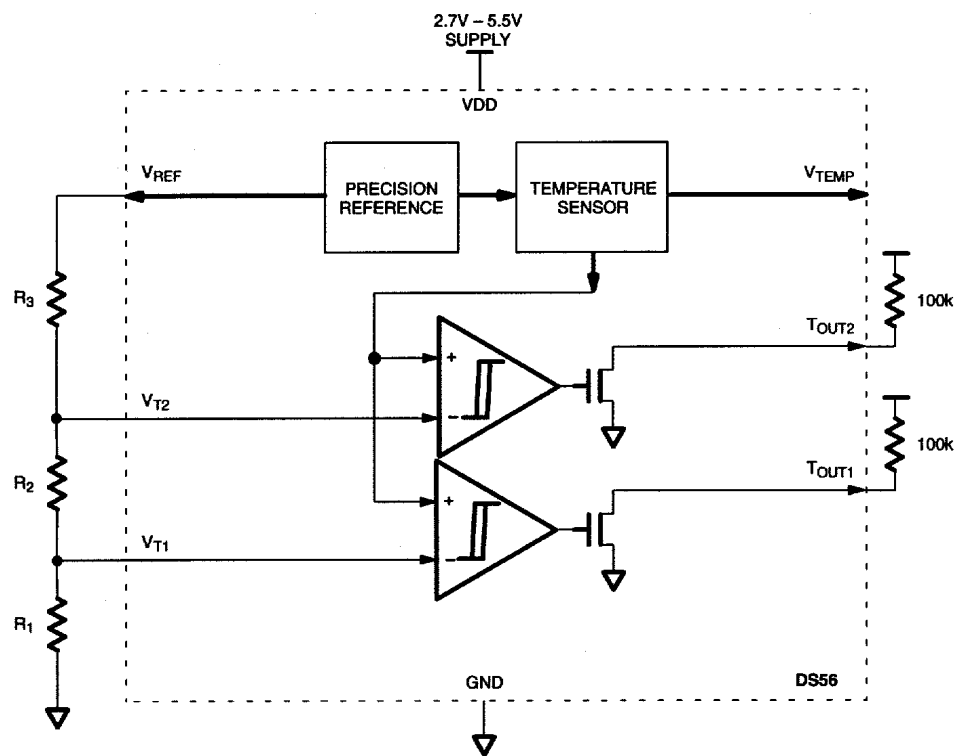 2.7V – 5.5V
SUPPLY
VDD
VREF
PRECISION
REFERENCE
TEMPERATURE
SENSOR
VTEMP
R3
100k
TOUT2
+
VT2
-
100k
R2
TOUT1
+
VT1
-
R1
GND
DS56